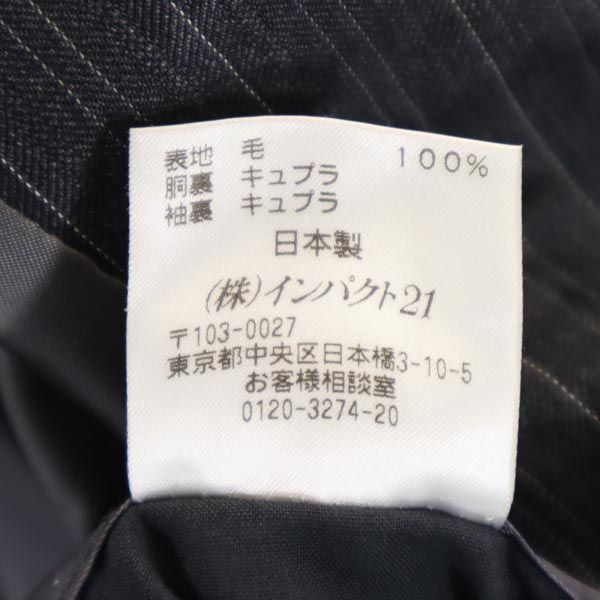 表地 毛 100%
胴裏 キュプラ
袖裏 キュプラ
日本製
(株)インパクト21
〒103-0027
東京都中央区日本橋3-10-5
お客様相談室
0120-3274-20